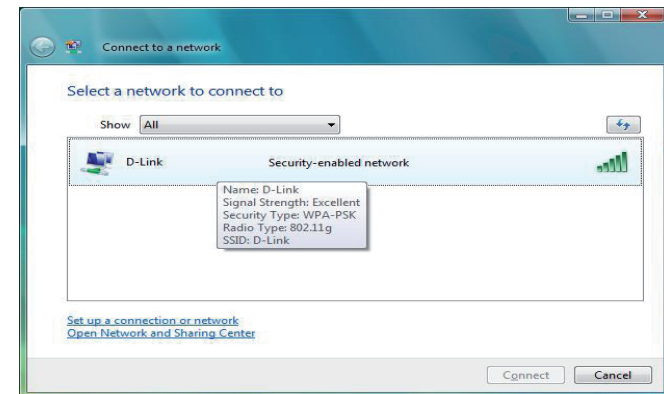 Connect to a network
Select a network to connect to
Show All
D-Link Security-enabled network
Name: D-Link
Signal Strength: Excellent
Security Type: WPA-PSK
Radio Type: 802.11g
SSID: D-Link
Set up a connection or network
Open Network and Sharing Center
Connect Cancel